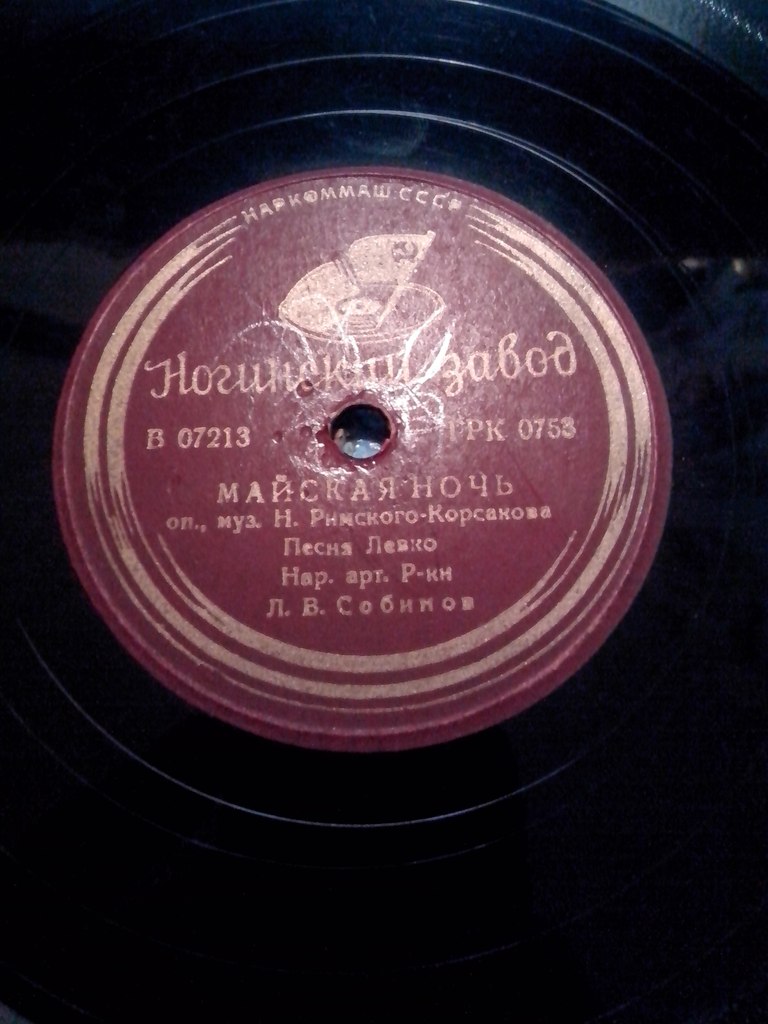 НАРКОММАШ СССР
Ногинский завод
В 07213 ГРК 0753
МАЙСКАЯ НОЧЬ
оп., муз. Н. Римского-Корсакова
Песня Левко
Нар. арт. Р-ки
Л. В. Собинов